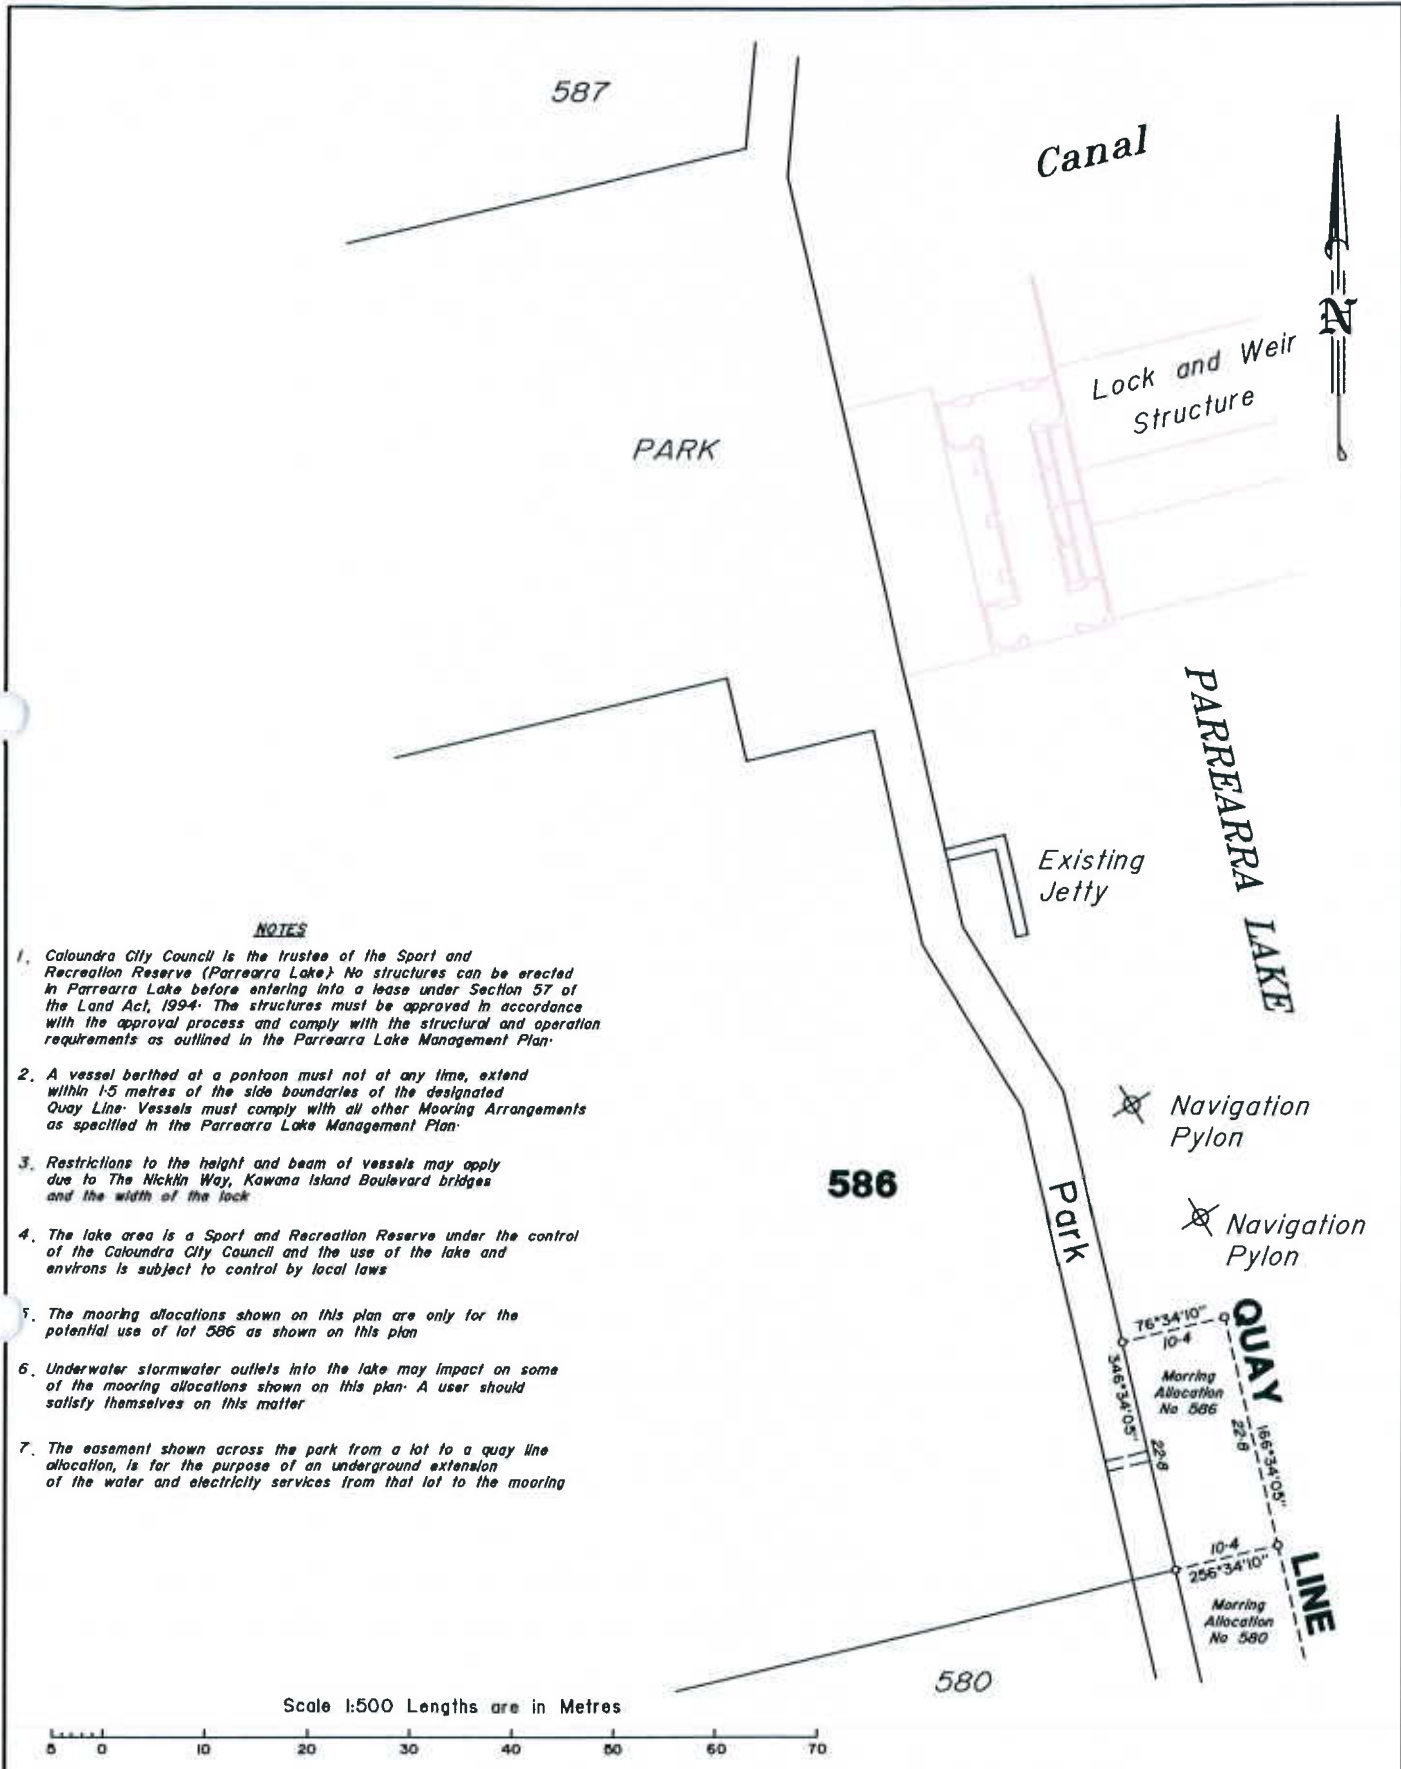 587
Canal
N
Lock and Weir
Structure
PARK
PARREARRA LAKE
Existing
Jetty
NOTES
1. Caloundra City Council is the trustee of the Sport and
Recreation Reserve (Parrearra Lake). No structures can be erected
in Parrearra Lake before entering into a lease under Section 57 of
the Land Act, 1994. The structures must be approved in accordance
with the approval process and comply with the structural and operation
requirements as outlined in the Parrearra Lake Management Plan.
2. A vessel berthed at a pontoon must not at any time, extend
within 1·5 metres of the side boundaries of the designated
Quay Line. Vessels must comply with all other Mooring Arrangements
as specified in the Parrearra Lake Management Plan.
3. Restrictions to the height and beam of vessels may apply
due to The Nicklin Way, Kawana Island Boulevard bridges
and the width of the lock
4. The lake area is a Sport and Recreation Reserve under the control
of the Caloundra City Council and the use of the lake and
environs is subject to control by local laws
5. The mooring allocations shown on this plan are only for the
potential use of lot 586 as shown on this plan
6. Underwater stormwater outlets into the lake may impact on some
of the mooring allocations shown on this plan. A user should
satisfy themselves on this matter
7. The easement shown across the park from a lot to a quay line
allocation, is for the purpose of an underground extension
of the water and electricity services from that lot to the mooring
Navigation
Pylon
586
Park
Navigation
Pylon
76°34'10"
10·4
QUAY LINE
Morring
Allocation
No 586
346°34'05"
22·8
166°34'05"
22·8
10·4
256°34'10"
Morring
Allocation
No 580
580
Scale 1:500 Lengths are in Metres
5 0 10 20 30 40 50 60 70